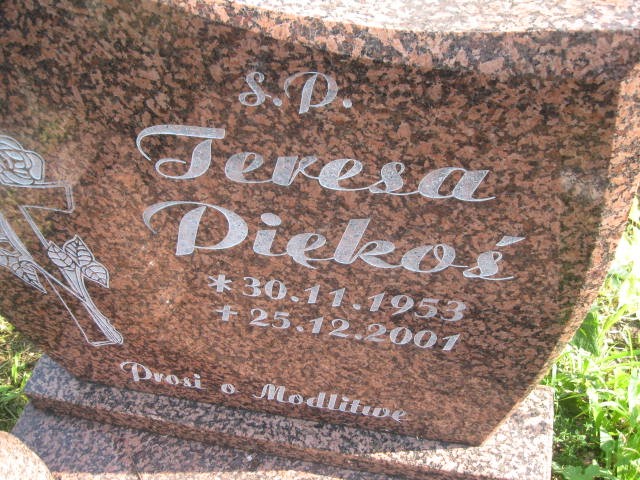 Ś.P.
Teresa
Piękoś
* 30.11.1953
+ 25.12.2001
Prosi o Modlitwę